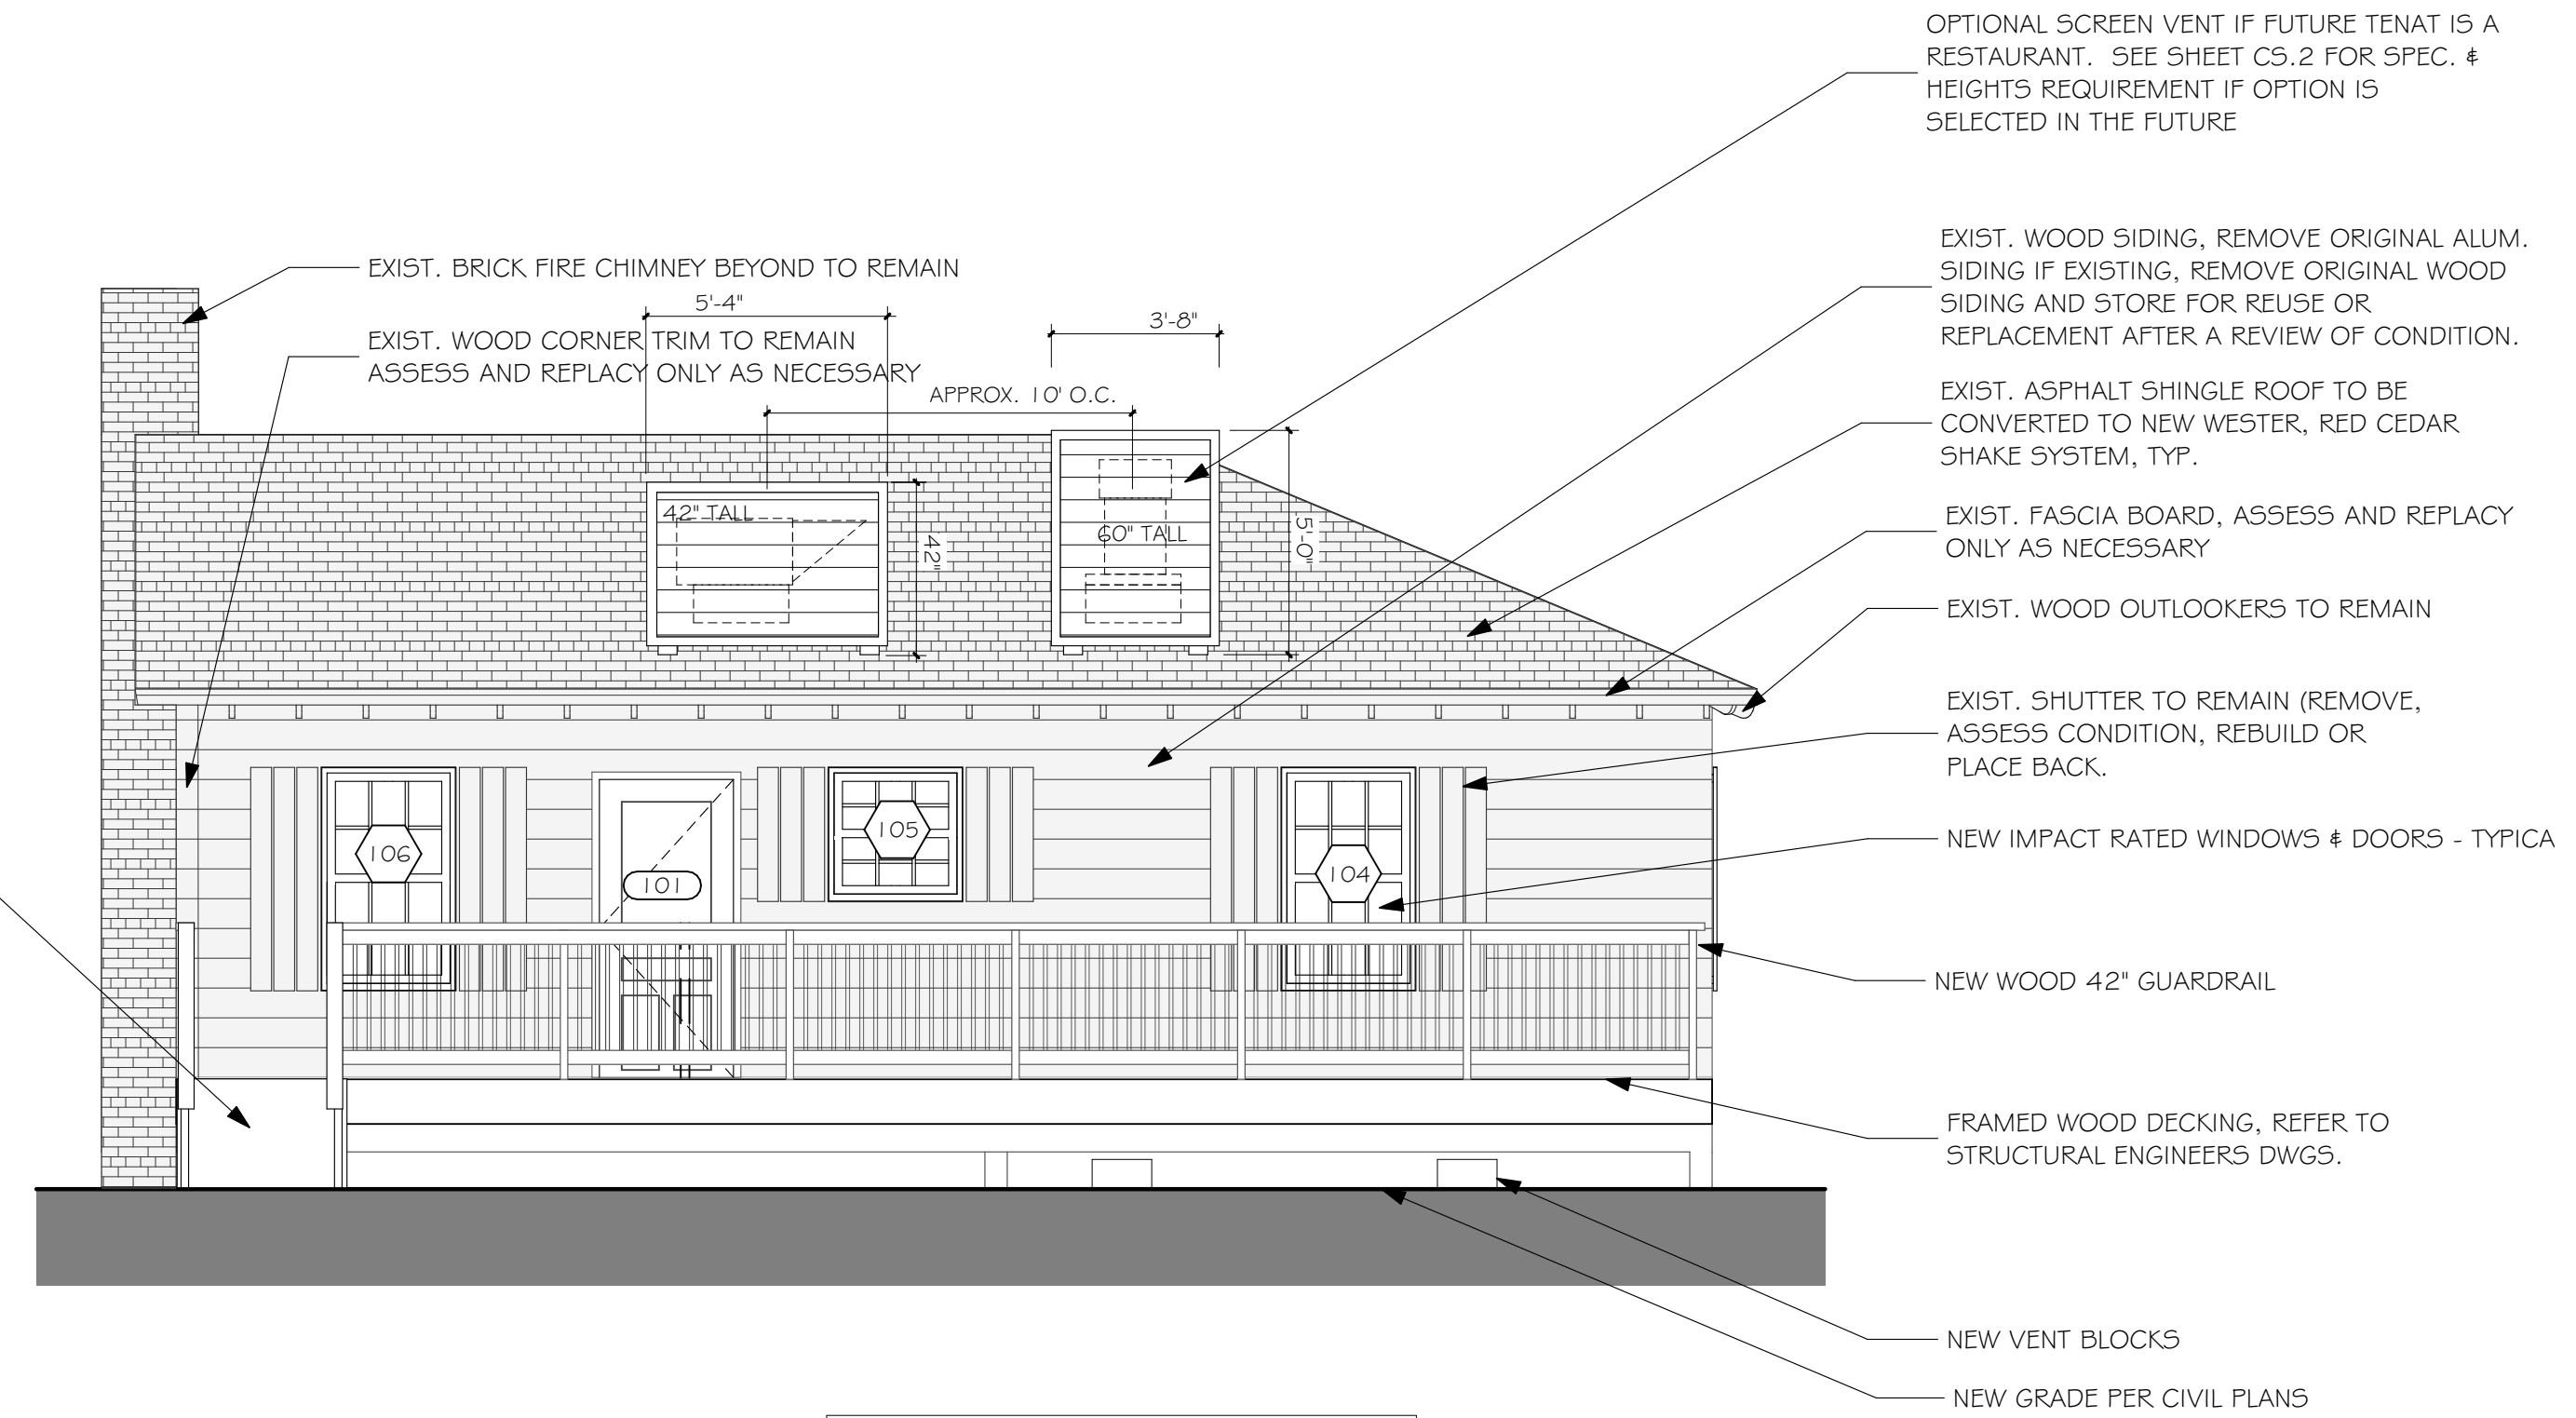 OPTIONAL SCREEN VENT IF FUTURE TENAT IS A
RESTAURANT. SEE SHEET CS.2 FOR SPEC. &
HEIGHTS REQUIREMENT IF OPTION IS
SELECTED IN THE FUTURE
EXIST. BRICK FIRE CHIMNEY BEYOND TO REMAIN
EXIST. WOOD CORNER TRIM TO REMAIN
ASSESS AND REPLACY ONLY AS NECESSARY
5'-4"
3'-8"
APPROX. 10' O.C.
42" TALL
42"
60" TALL
5'-0"
EXIST. WOOD SIDING, REMOVE ORIGINAL ALUM.
SIDING IF EXISTING, REMOVE ORIGINAL WOOD
SIDING AND STORE FOR REUSE OR
REPLACEMENT AFTER A REVIEW OF CONDITION.
EXIST. ASPHALT SHINGLE ROOF TO BE
CONVERTED TO NEW WESTER, RED CEDAR
SHAKE SYSTEM, TYP.
EXIST. FASCIA BOARD, ASSESS AND REPLACY
ONLY AS NECESSARY
EXIST. WOOD OUTLOOKERS TO REMAIN
EXIST. SHUTTER TO REMAIN (REMOVE,
ASSESS CONDITION, REBUILD OR
PLACE BACK.
106
101
105
104
NEW IMPACT RATED WINDOWS & DOORS - TYPICA
NEW WOOD 42" GUARDRAIL
FRAMED WOOD DECKING, REFER TO
STRUCTURAL ENGINEERS DWGS.
NEW VENT BLOCKS
NEW GRADE PER CIVIL PLANS